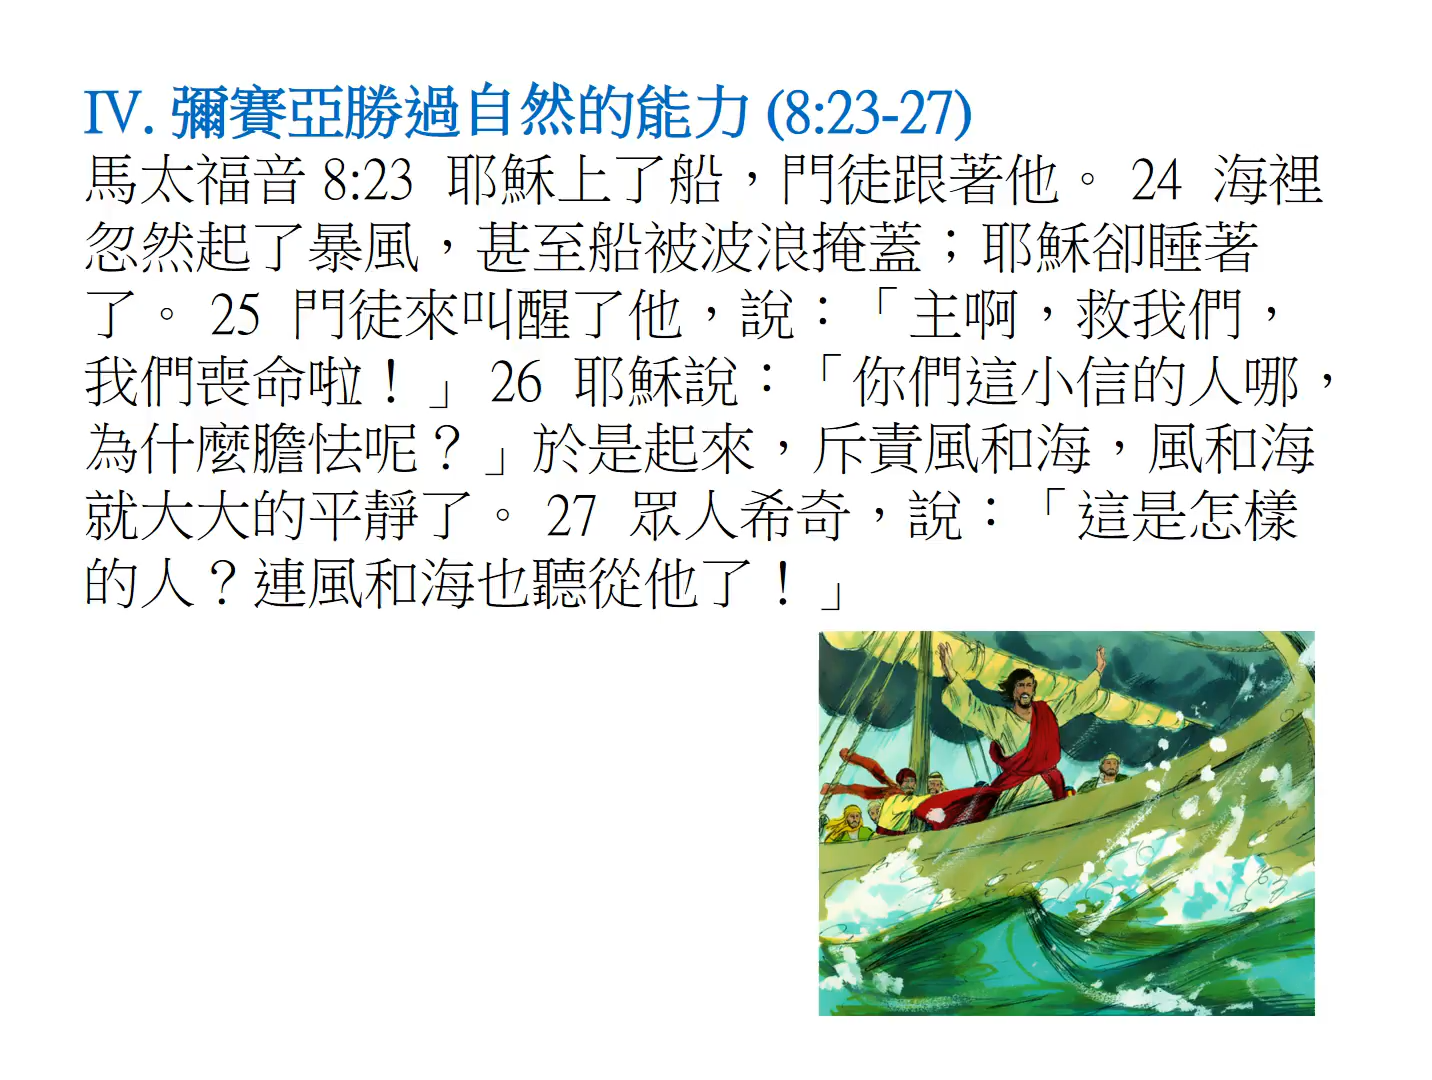 IV. 彌賽亞勝過自然的能力 (8:23-27)
馬太福音 8:23 耶穌上了船，門徒跟著他。 24 海裡
忽然起了暴風，甚至船被波浪掩蓋；耶穌卻睡著
了。 25 門徒來叫醒了他，說：「主啊，救我們，
我們喪命啦！」 26 耶穌說：「你們這小信的人哪，
為什麼膽怯呢？」於是起來，斥責風和海，風和海
就大大的平靜了。 27 眾人希奇，說：「這是怎樣
的人？連風和海也聽從他了！」